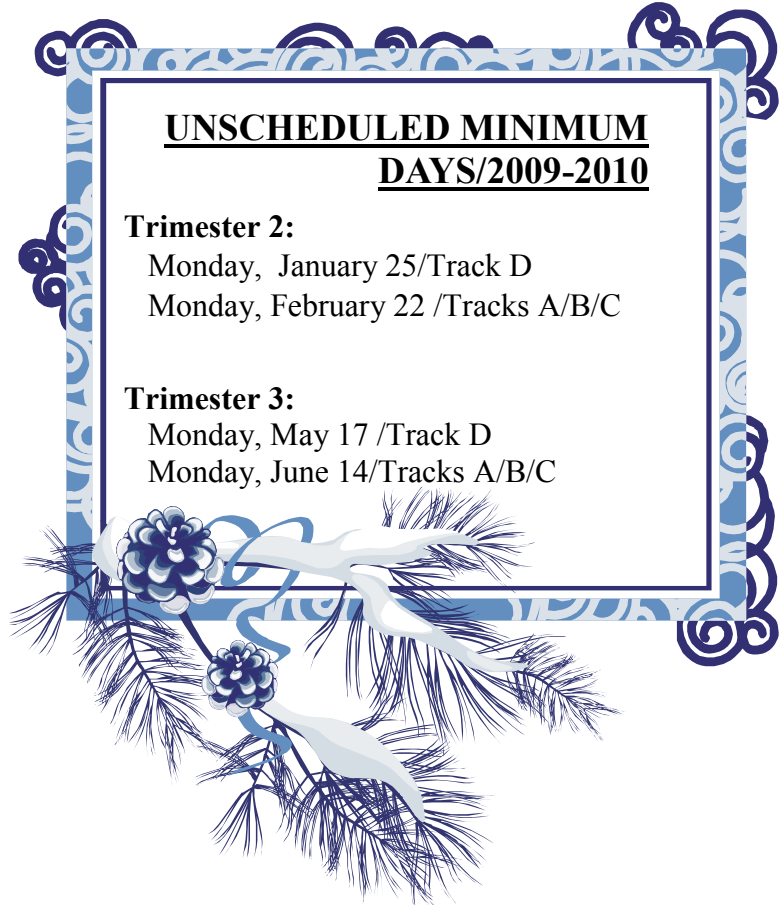 UNSCHEDULED MINIMUM
DAYS/2009-2010
Trimester 2:
Monday,  January 25/Track D
Monday, February 22 /Tracks A/B/C
Trimester 3:
Monday, May 17 /Track D
Monday, June 14/Tracks A/B/C